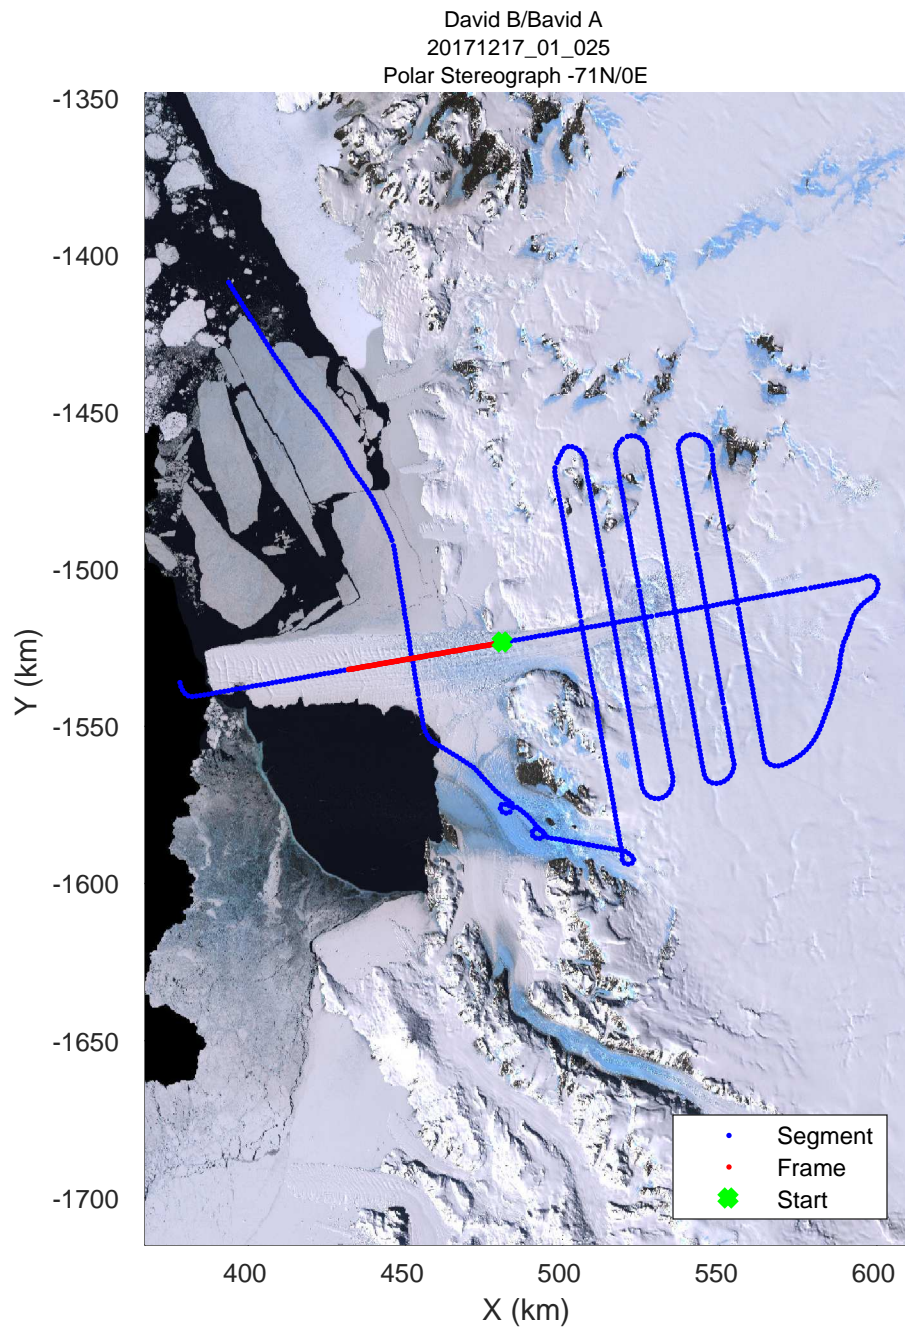 David B/Bavid A
20171217_01_025
Polar Stereograph -71N/0E
-1350
-1400
-1450
-1500
-1550
-1600
-1650
-1700
Y (km)
400 450 500 550 600
X (km)
Segment
Frame
Start